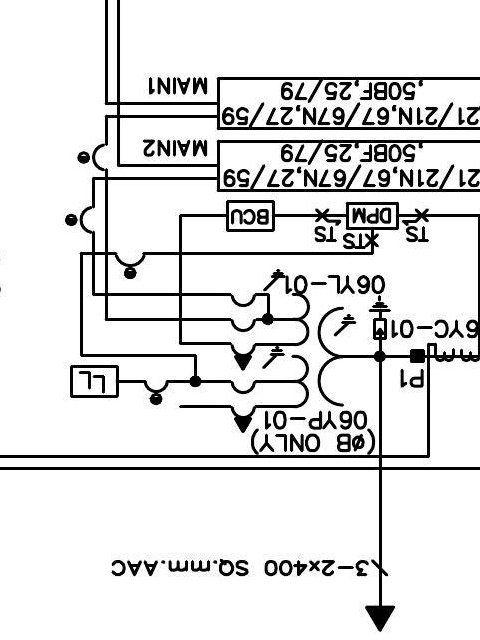 3-2x400 SQ.mm.AAC
(ØB ONLY)
06YP-01
P1
LL
6YC-01
06YL-01
TS
TS
TS
DPM
BCU
21/21N,67/67N,27/59
,50BF,25/79
MAIN2
21/21N,67/67N,27/59
,50BF,25/79
MAIN1